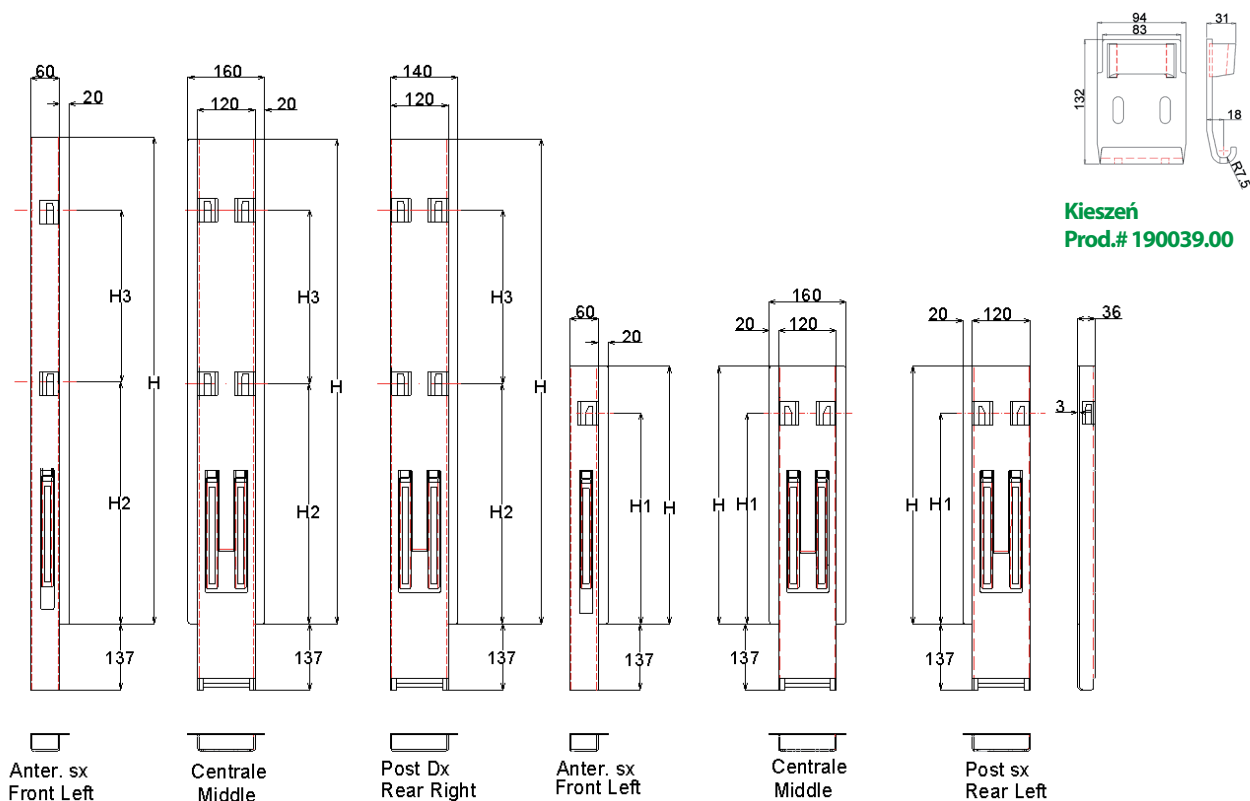 94
83
31
132
18
R7.5
Kieszeń
Prod.# 190039.00
60
20
H3
H
H2
137
160
120
20
H3
H
H2
137
140
120
H3
H
H2
137
60
20
H1
H
137
160
20
120
H
H1
137
20
120
H
H1
137
36
3
Anter. sx
Front Left
Centrale
Middle
Post Dx
Rear Right
Anter. sx
Front Left
Centrale
Middle
Post sx
Rear Left